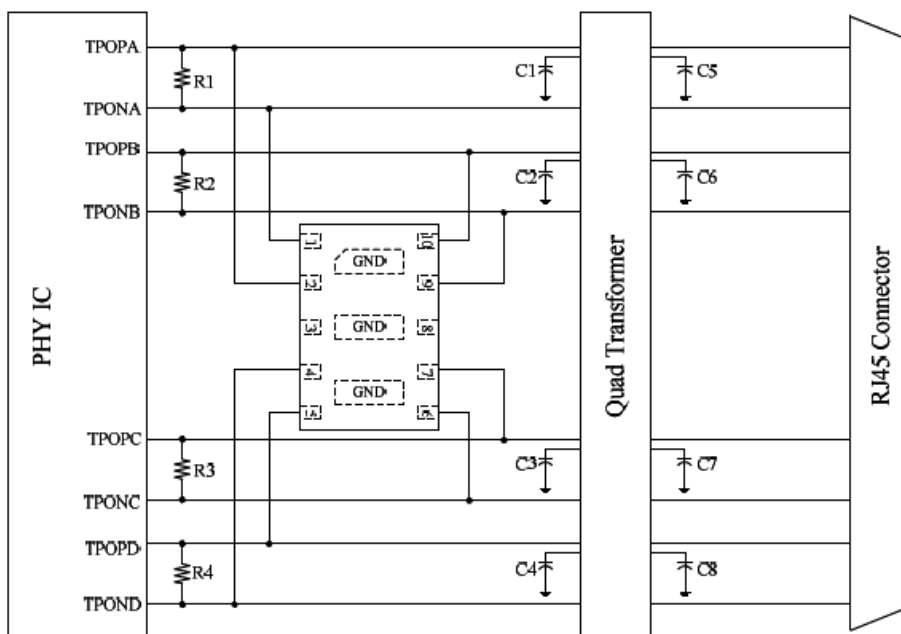 TPOPA
R1
TPONA
TPOPB
R2
TPONB
C1
C5
C2
C6
1
10
GND
2
9
3
GND
8
4
7
GND
5
6
PHY IC
Quad Transformer
RJ45 Connector
TPOPC
R3
TPONC
C3
C7
TPOPD
R4
TPOND
C4
C8